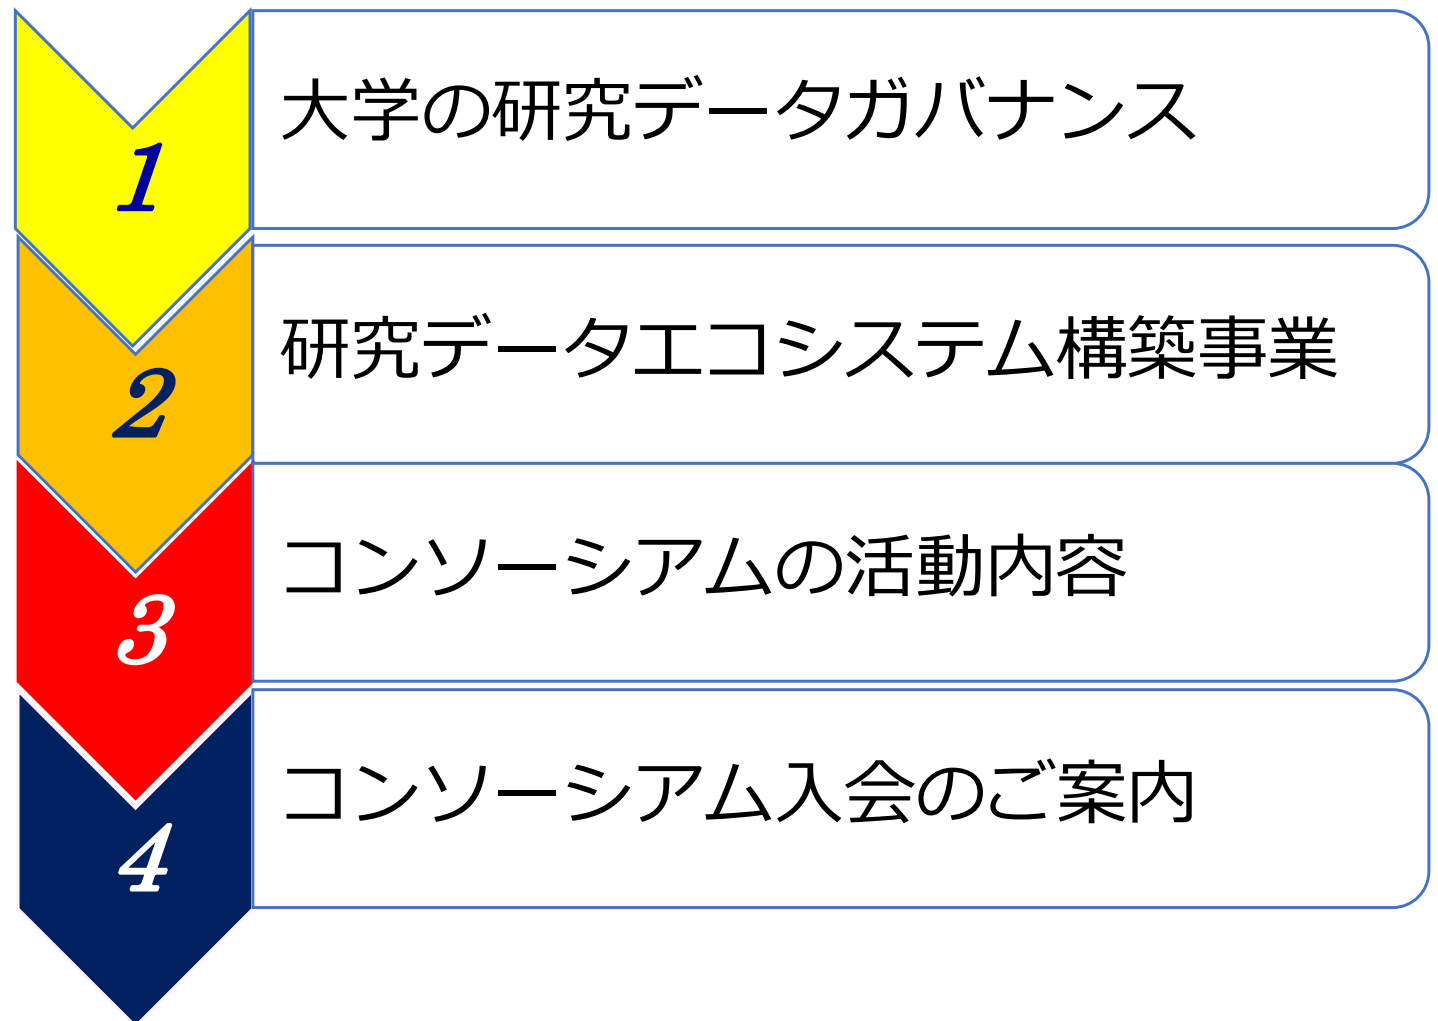 1
大学の研究データガバナンス
2
研究データエコシステム構築事業
3
コンソーシアムの活動内容
4
コンソーシアム入会のご案内